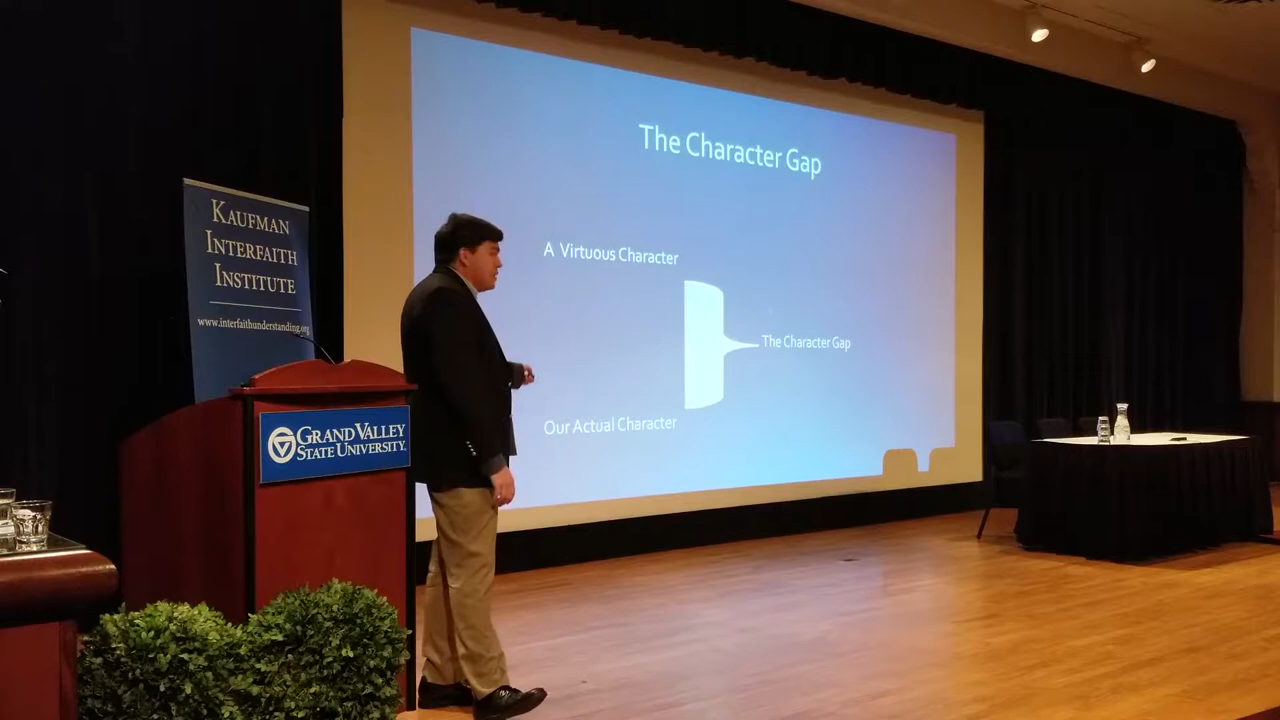 The Character Gap
A Virtuous Character
The Character Gap
Our Actual Character
KAUFMAN
INTERFAITH
INSTITUTE
www.interfaithunderstanding.org
GRAND VALLEY
STATE UNIVERSITY®